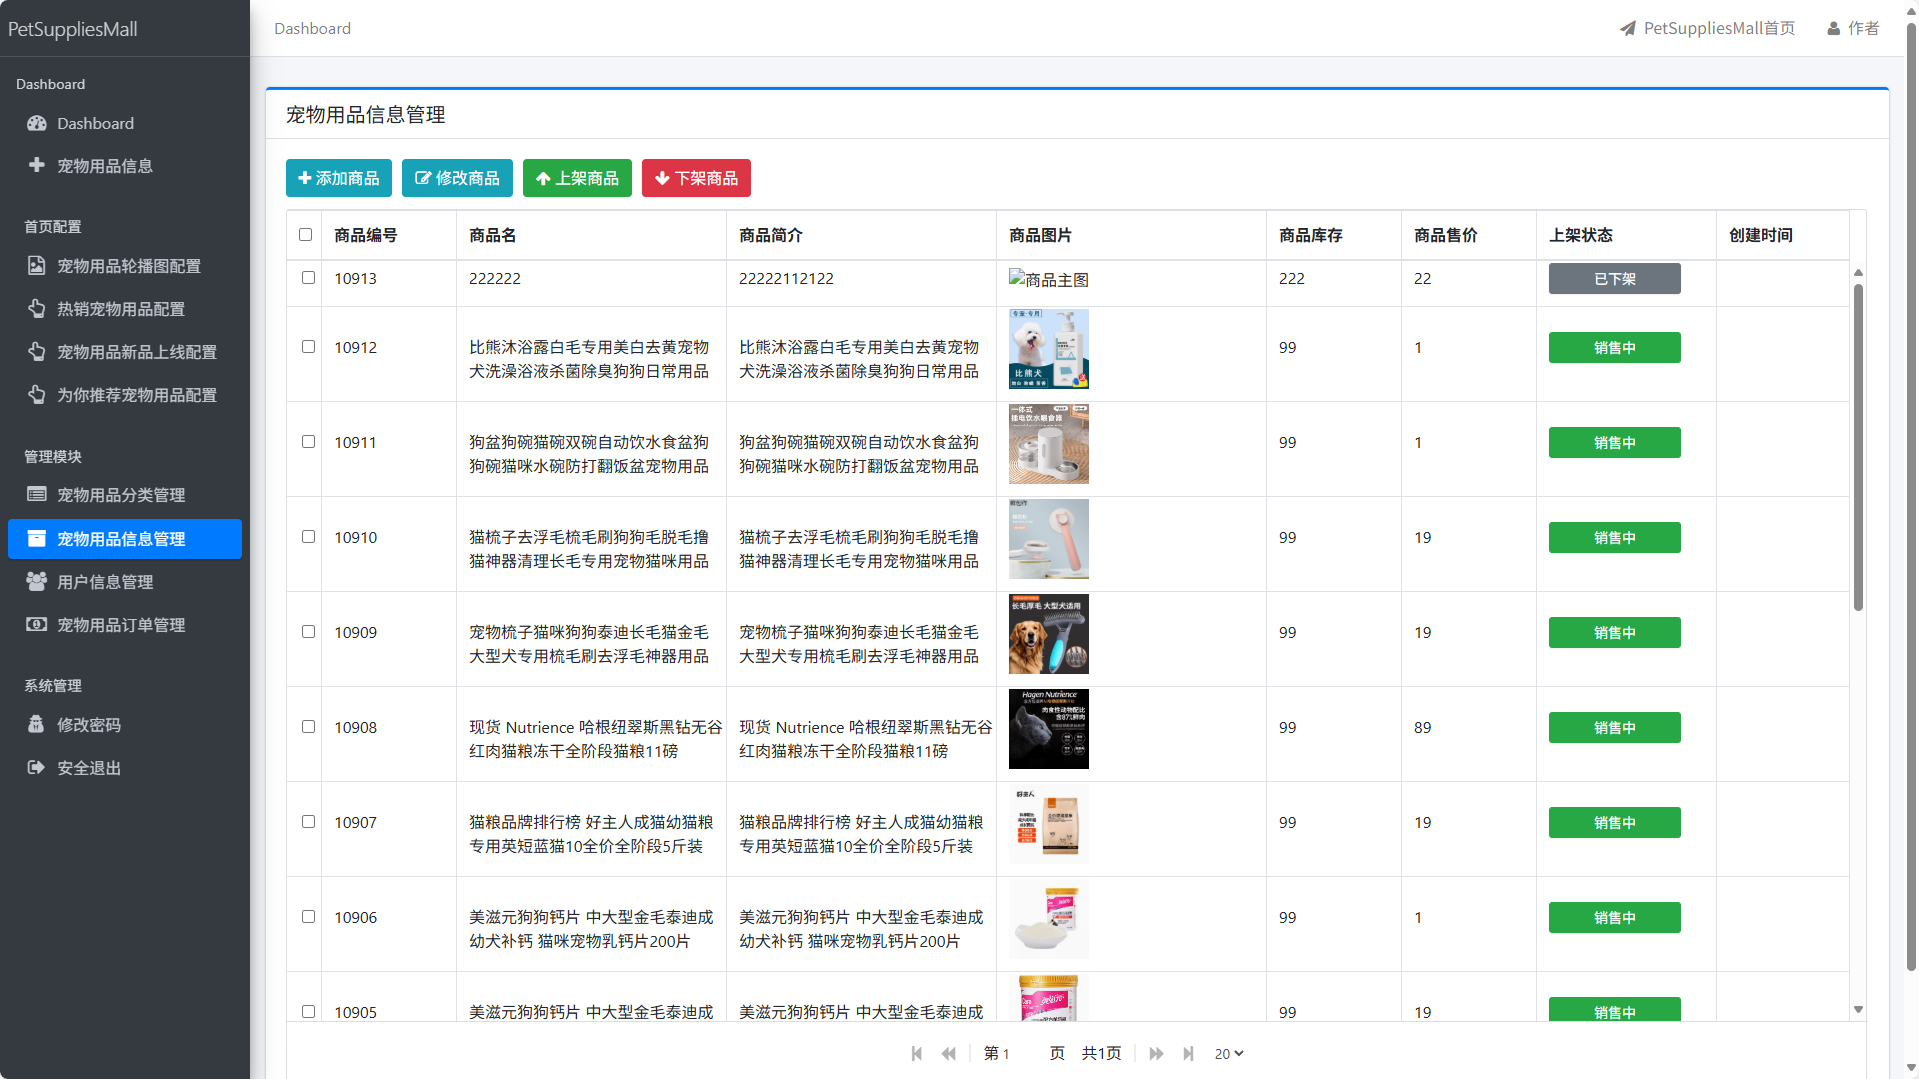 PetSuppliesMall
Dashboard
PetSuppliesMall首页
作者
Dashboard
Dashboard
宠物用品信息
首页配置
宠物用品轮播图配置
热销宠物用品配置
宠物用品新品上线配置
为你推荐宠物用品配置
管理模块
宠物用品分类管理
宠物用品信息管理
用户信息管理
宠物用品订单管理
系统管理
修改密码
安全退出
宠物用品信息管理
添加商品 修改商品 上架商品 下架商品
商品编号 商品名 商品简介 商品图片 商品库存 商品售价 上架状态 创建时间
10913 222222 22222112122 商品主图 222 22 已下架
10912 比熊沐浴露白毛专用美白去黄宠物 比熊沐浴露白毛专用美白去黄宠物 99 1 销售中
犬洗澡浴液杀菌除臭狗狗日常用品 犬洗澡浴液杀菌除臭狗狗日常用品
比熊犬
10911 狗盆狗碗猫碗双碗自动饮水食盆狗 狗盆狗碗猫碗双碗自动饮水食盆狗 99 1 销售中
狗碗猫咪水碗防打翻饭盆宠物用品 狗碗猫咪水碗防打翻饭盆宠物用品
一体式
10910 猫梳子去浮毛梳毛刷狗狗毛脱毛撸 猫梳子去浮毛梳毛刷狗狗毛脱毛撸 99 19 销售中
猫神器清理长毛专用宠物猫咪用品 猫神器清理长毛专用宠物猫咪用品
10909 宠物梳子猫咪狗狗泰迪长毛猫金毛 宠物梳子猫咪狗狗泰迪长毛猫金毛 99 19 销售中
大型犬专用梳毛刷去浮毛神器用品 大型犬专用梳毛刷去浮毛神器用品
长毛厚毛 大型犬适用
10908 现货 Nutrience 哈根纽翠斯黑钻无谷 现货 Nutrience 哈根纽翠斯黑钻无谷 99 89 销售中
红肉猫粮冻干全阶段猫粮11磅 红肉猫粮冻干全阶段猫粮11磅
Hagen Nutrience
肉食性动物配比
含87%鲜肉
10907 猫粮品牌排行榜 好主人成猫幼猫粮 猫粮品牌排行榜 好主人成猫幼猫粮 99 19 销售中
专用英短蓝猫10全价全阶段5斤装 专用英短蓝猫10全价全阶段5斤装
10906 美滋元狗狗钙片 中大型金毛泰迪成 美滋元狗狗钙片 中大型金毛泰迪成 99 1 销售中
幼犬补钙 猫咪宠物乳钙片200片 幼犬补钙 猫咪宠物乳钙片200片
10905 美滋元狗狗钙片 中大型金毛泰迪成 美滋元狗狗钙片 中大型金毛泰迪成 99 19 销售中
第 1 页 共1页 20